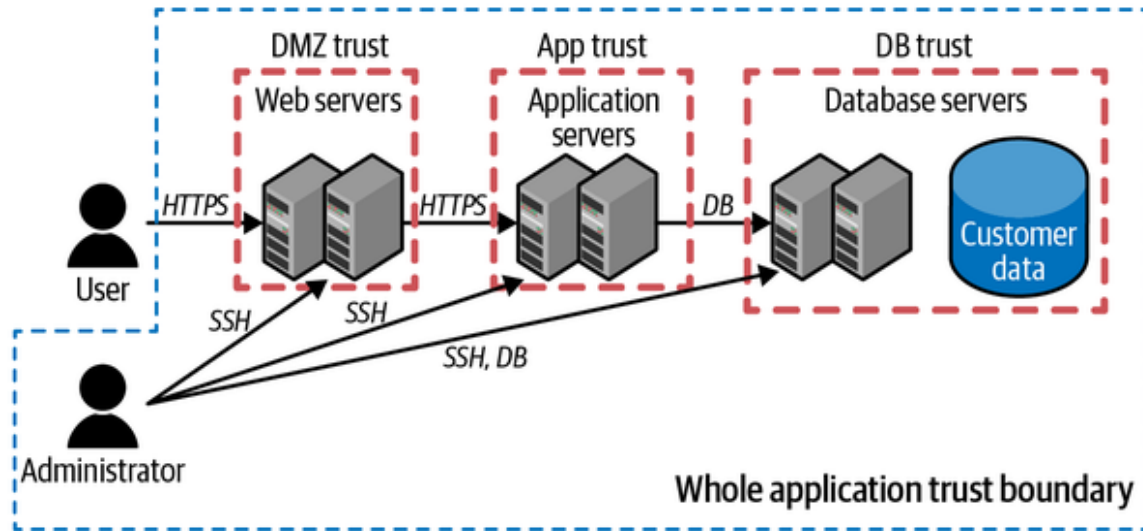 DMZ trust
App trust
DB trust
Web servers
Application
servers
Database servers
HTTPS
HTTPS
DB
Customer
data
User
SSH
SSH
SSH, DB
Administrator
Whole application trust boundary